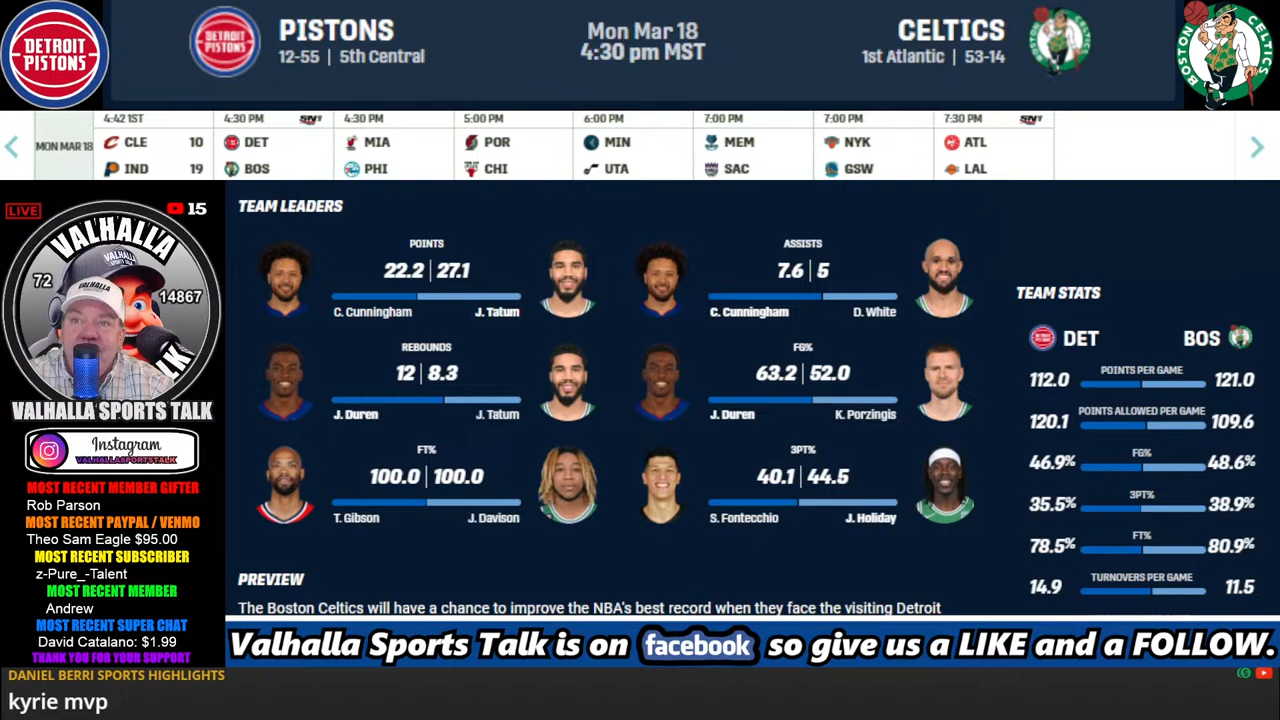 DETROIT
PISTONS
DETROIT
PISTONS
PISTONS
12-55 | 5th Central
Mon Mar 18
4:30 pm MST
CELTICS
1st Atlantic | 53-14
BOSTON
CELTICS
MON MAR 18
4:42 1ST
CLE 10
IND 19
4:30 PM
DET
BOS
4:30 PM
MIA
PHI
5:00 PM
POR
CHI
6:00 PM
MIN
UTA
7:00 PM
MEM
SAC
7:00 PM
NYK
GSW
7:30 PM
ATL
LAL
LIVE
15
VALHALLA
72
14867
VALHALLA SPORTS TALK
Instagram
VALHALLASPORTSTALK
MOST RECENT MEMBER GIFTER
Rob Parson
MOST RECENT PAYPAL / VENMO
Theo Sam Eagle $95.00
MOST RECENT SUBSCRIBER
z-Pure_-Talent
MOST RECENT MEMBER
Andrew
MOST RECENT SUPER CHAT
David Catalano: $1.99
THANK YOU FOR YOUR SUPPORT
TEAM LEADERS
POINTS
22.2 | 27.1
C. Cunningham J. Tatum
ASSISTS
7.6 | 5
C. Cunningham D. White
REBOUNDS
12 | 8.3
J. Duren J. Tatum
FG%
63.2 | 52.0
J. Duren K. Porzingis
FT%
100.0 | 100.0
T. Gibson J. Davison
3PT%
40.1 | 44.5
S. Fontecchio J. Holiday
TEAM STATS
DET BOS
POINTS PER GAME
112.0 121.0
POINTS ALLOWED PER GAME
120.1 109.6
FG%
46.9% 48.6%
3PT%
35.5% 38.9%
FT%
78.5% 80.9%
TURNOVERS PER GAME
14.9 11.5
PREVIEW
The Boston Celtics will have a chance to improve the NBA's best record when they face the visiting Detroit
Valhalla Sports Talk is on facebook so give us a LIKE and a FOLLOW.
DANIEL BERRI SPORTS HIGHLIGHTS
kyrie mvp